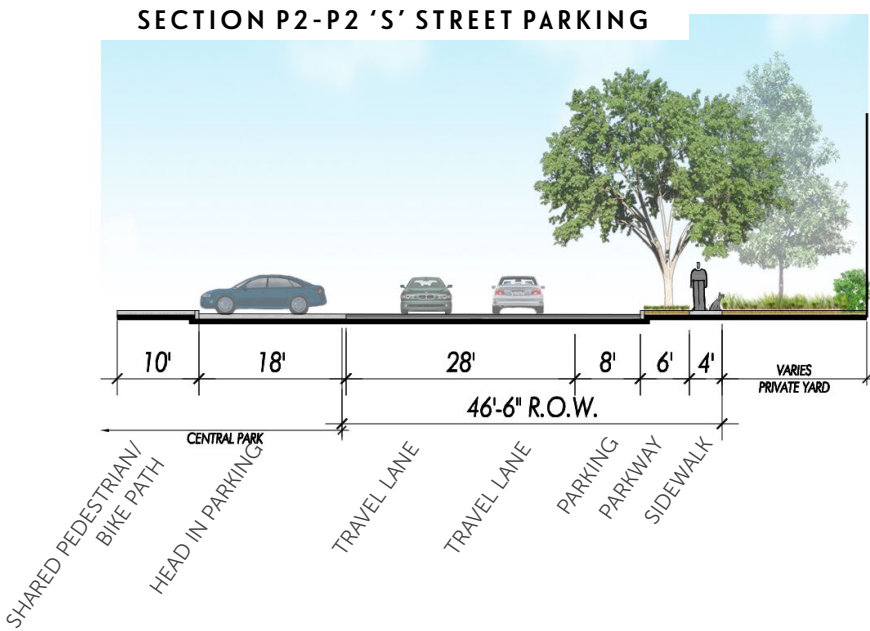 SECTION P2-P2 ‘S’ STREET PARKING
10'
18'
28'
8'
6'
4'
VARIES
PRIVATE YARD
46'-6" R.O.W.
CENTRAL PARK
SHARED PEDESTRIAN/
BIKE PATH
HEAD IN PARKING
TRAVEL LANE
TRAVEL LANE
PARKING
PARKWAY
SIDEWALK